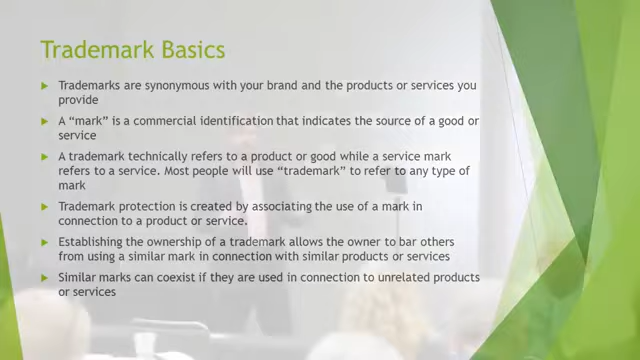 Trademark Basics
Trademarks are synonymous with your brand and the products or services you
provide
A “mark” is a commercial identification that indicates the source of a good or
service
A trademark technically refers to a product or good while a service mark
refers to a service. Most people will use “trademark” to refer to any type of
mark
Trademark protection is created by associating the use of a mark in
connection to a product or service.
Establishing the ownership of a trademark allows the owner to bar others
from using a similar mark in connection with similar products or services
Similar marks can coexist if they are used in connection to unrelated products
or services